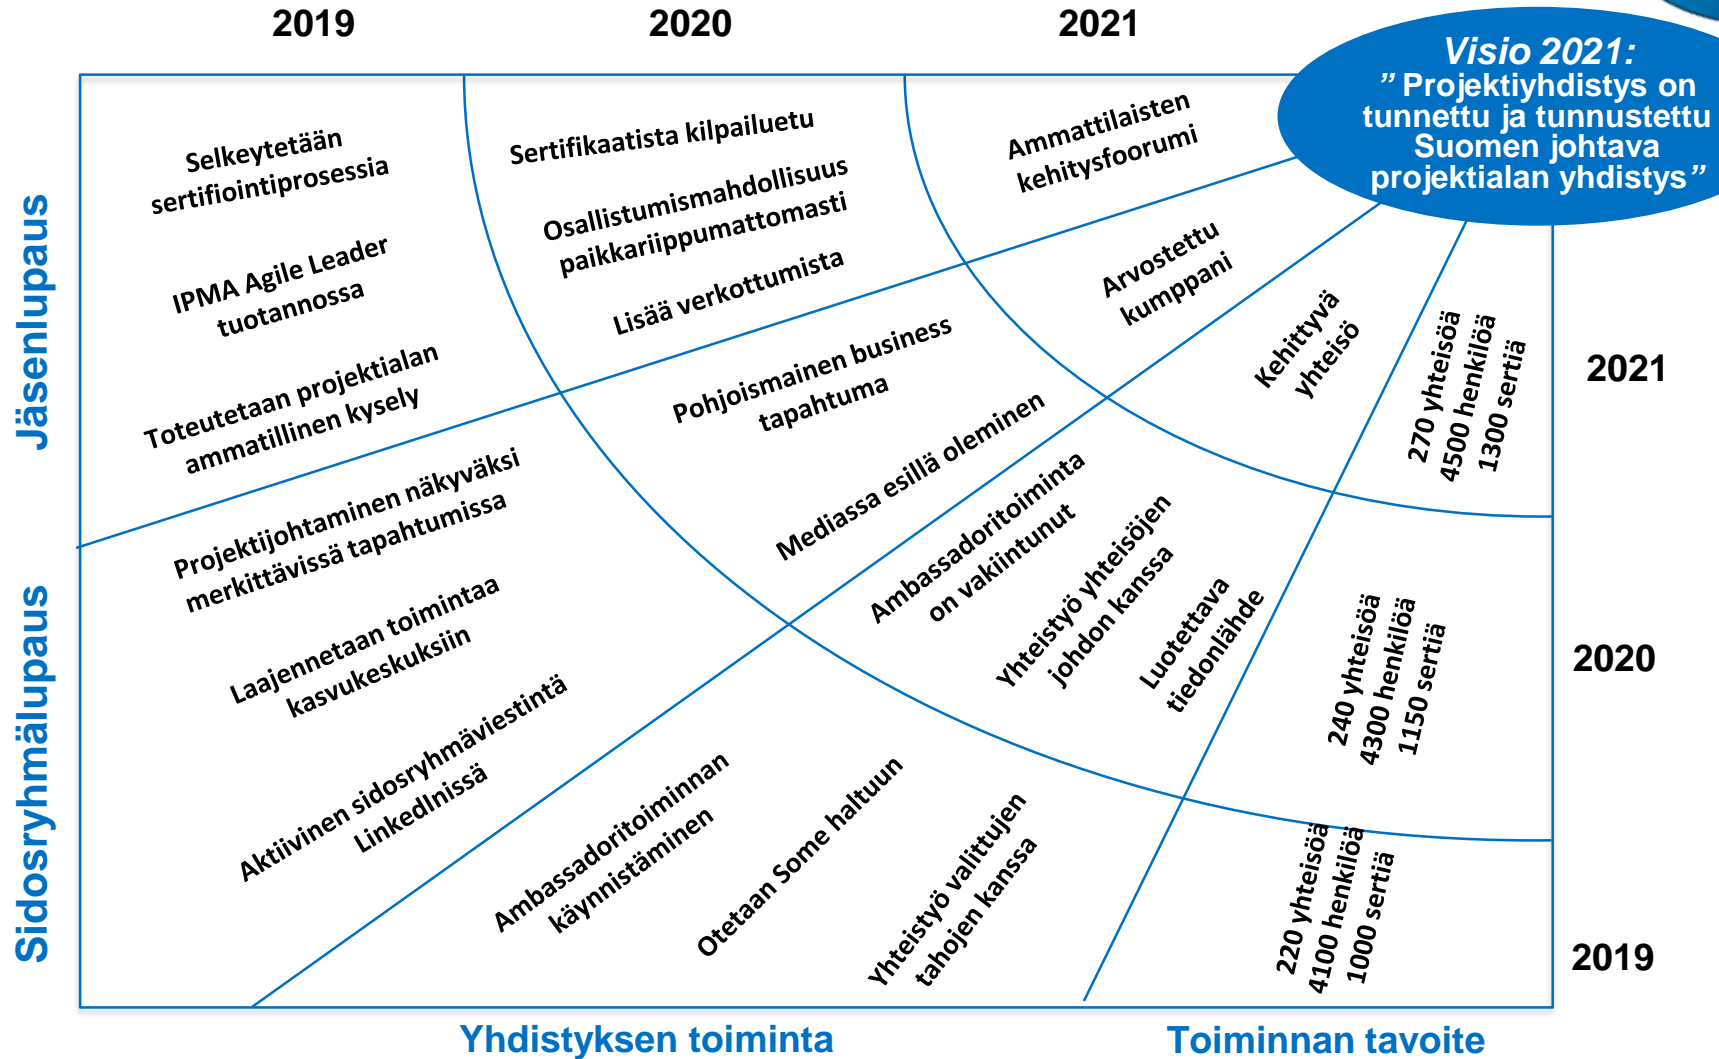 2019
2020
2021
Visio 2021:
” Projektiyhdistys on
tunnettu ja tunnustettu
Suomen johtava
projektialan yhdistys”
Jäsenlupaus
Selkeytetään
sertifiointiprosessia
IPMA Agile Leader
tuotannossa
Toteutetaan projektialan
ammatillinen kysely
Sertifikaatista kilpailuetu
Osallistumismahdollisuus
paikkariippumattomasti
Lisää verkottumista
Ammattilaisten
kehitysfoorumi
Sidosryhmälupaus
Projektijohtaminen näkyväksi
merkittävissä tapahtumissa
Laajennetaan toimintaa
kasvukeskuksiin
Aktiivinen sidosryhmäviestintä
LinkedInissä
Pohjoismainen business
tapahtuma
Mediassa esillä oleminen
Arvostettu
kumppani
Ambassadoritoiminnan
käynnistäminen
Otetaan Some haltuun
Yhteistyö valittujen
tahojen kanssa
Ambassadoritoiminta
on vakiintunut
Yhteistyö yhteisöjen
johdon kanssa
Luotettava
tiedonlähde
Kehittyvä
yhteisö
270 yhteisöä
4500 henkilöä
1300 sertiä
2021
240 yhteisöä
4300 henkilöä
1150 sertiä
2020
220 yhteisöä
4100 henkilöä
1000 sertiä
2019
Yhdistyksen toiminta
Toiminnan tavoite